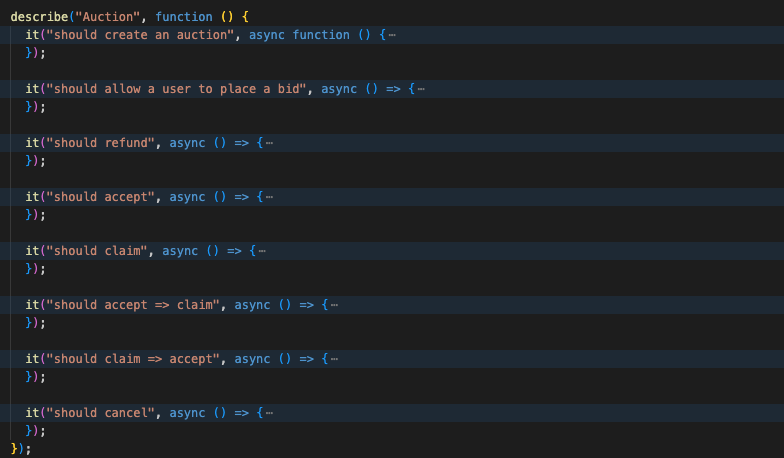 describe("Auction", function () {
  it("should create an auction", async function () {⋯
  });
  it("should allow a user to place a bid", async () => {⋯
  });
  it("should refund", async () => {⋯
  });
  it("should accept", async () => {⋯
  });
  it("should claim", async () => {⋯
  });
  it("should accept => claim", async () => {⋯
  });
  it("should claim => accept", async () => {⋯
  });
  it("should cancel", async () => {⋯
  });
});